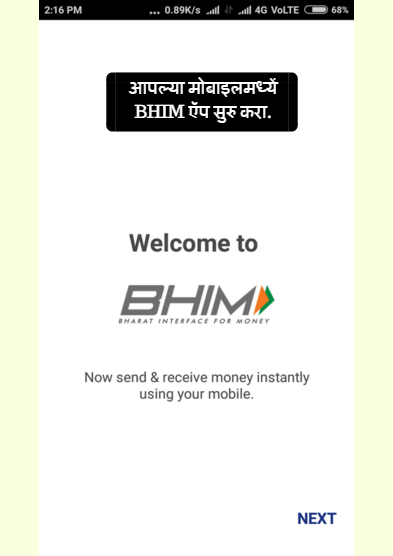 2:16 PM ... 0.89K/s 4G VoLTE 68%
आपल्या मोबाइलमध्यें
BHIM ऍप सुरु करा.
Welcome to
BHIM
BHARAT INTERFACE FOR MONEY
Now send & receive money instantly
using your mobile.
NEXT